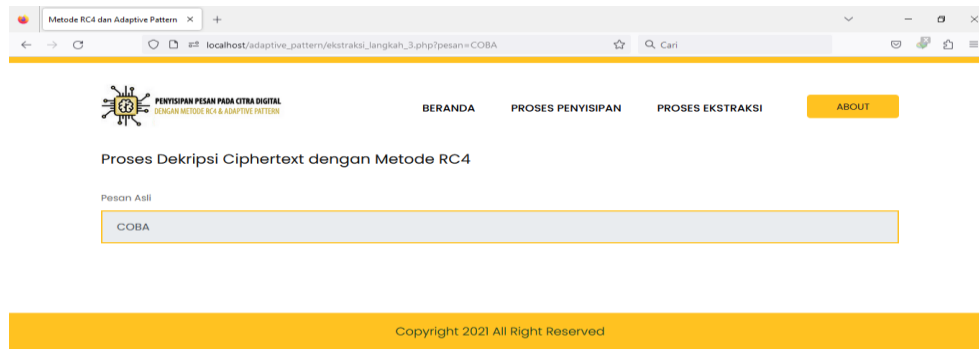 Metode RC4 dan Adaptive Pattern
localhost/adaptive_pattern/ekstraksi_langkah_3.php?pesan=COBA
Cari
PENYISIPAN PESAN PADA CITRA DIGITAL
DENGAN METODE RC4 & ADAPTIVE PATTERN
BERANDA PROSES PENYISIPAN PROSES EKSTRAKSI ABOUT
Proses Dekripsi Ciphertext dengan Metode RC4
Pesan Asli
COBA
Copyright 2021 All Right Reserved